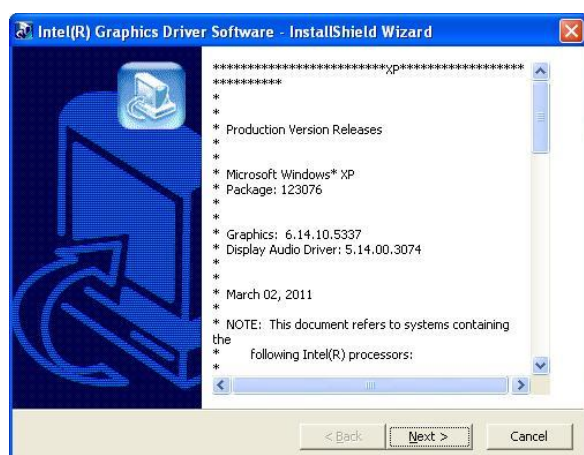 Intel(R) Graphics Driver Software - InstallShield Wizard
**************************XP*******************
**********
*
*
* Production Version Releases
*
*
* Microsoft Windows* XP
* Package: 123076
*
*
* Graphics: 6.14.10.5337
* Display Audio Driver: 5.14.00.3074
*
*
* March 02, 2011
*
* NOTE: This document refers to systems containing
the
* following Intel(R) processors:
*
< Back
Next >
Cancel